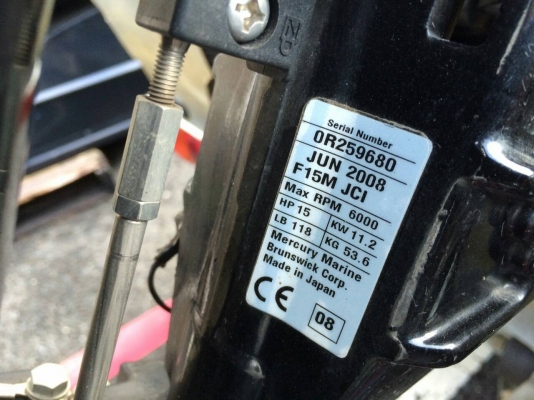 Serial Number
0R259680
JUN 2008
F15M JCI
Max RPM 6000
HP 15 KW 11.2
LB 118 KG 53.6
Mercury Marine
Brunswick Corp.
Made in Japan
CE 08